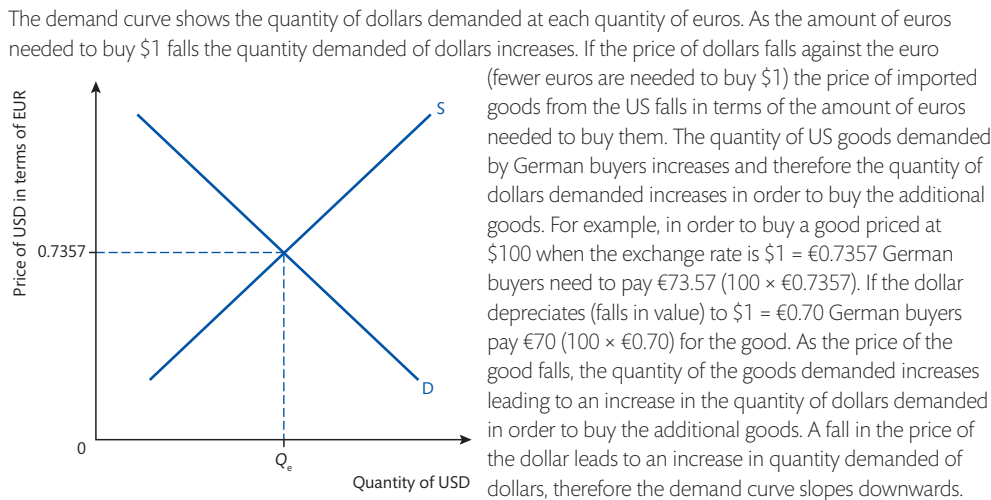 The demand curve shows the quantity of dollars demanded at each quantity of euros. As the amount of euros
needed to buy $1 falls the quantity demanded of dollars increases. If the price of dollars falls against the euro
(fewer euros are needed to buy $1) the price of imported
goods from the US falls in terms of the amount of euros
needed to buy them. The quantity of US goods demanded
by German buyers increases and therefore the quantity of
dollars demanded increases in order to buy the additional
goods. For example, in order to buy a good priced at
$100 when the exchange rate is $1 = €0.7357 German
buyers need to pay €73.57 (100 × €0.7357). If the dollar
depreciates (falls in value) to $1 = €0.70 German buyers
pay €70 (100 × €0.70) for the good. As the price of the
good falls, the quantity of the goods demanded increases
leading to an increase in the quantity of dollars demanded
in order to buy the additional goods. A fall in the price of
the dollar leads to an increase in quantity demanded of
dollars, therefore the demand curve slopes downwards.
Price of USD in terms of EUR
S
0.7357
D
0
Qe
Quantity of USD